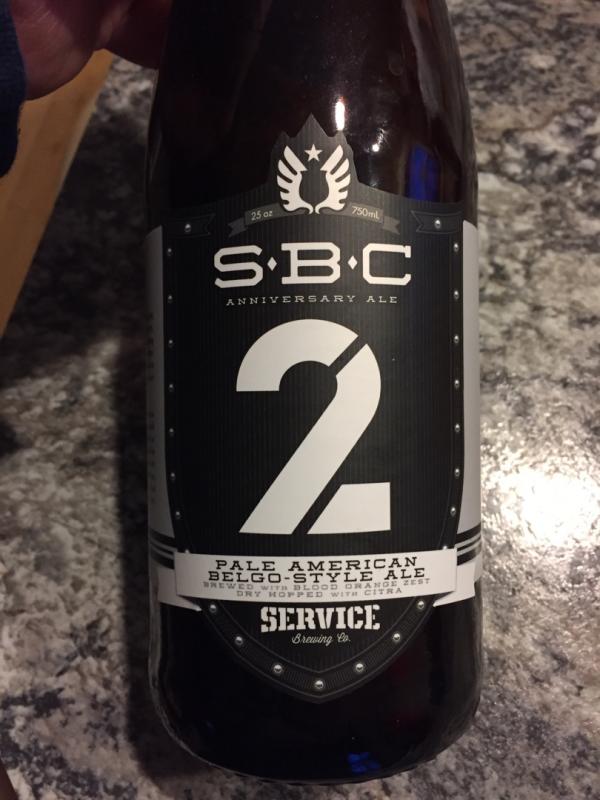 25 oz 750mL
S·B·C
ANNIVERSARY ALE
2
PALE AMERICAN
BELGO-STYLE ALE
BREWED WITH BLOOD ORANGE ZEST
DRY HOPPED WITH CITRA
SERVICE
Brewing Co.